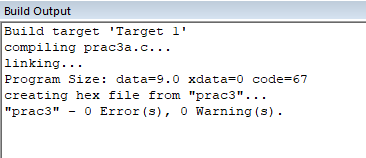 Build Output
Build target 'Target 1'
compiling prac3a.c...
linking...
Program Size: data=9.0 xdata=0 code=67
creating hex file from "prac3"...
"prac3" - 0 Error(s), 0 Warning(s).